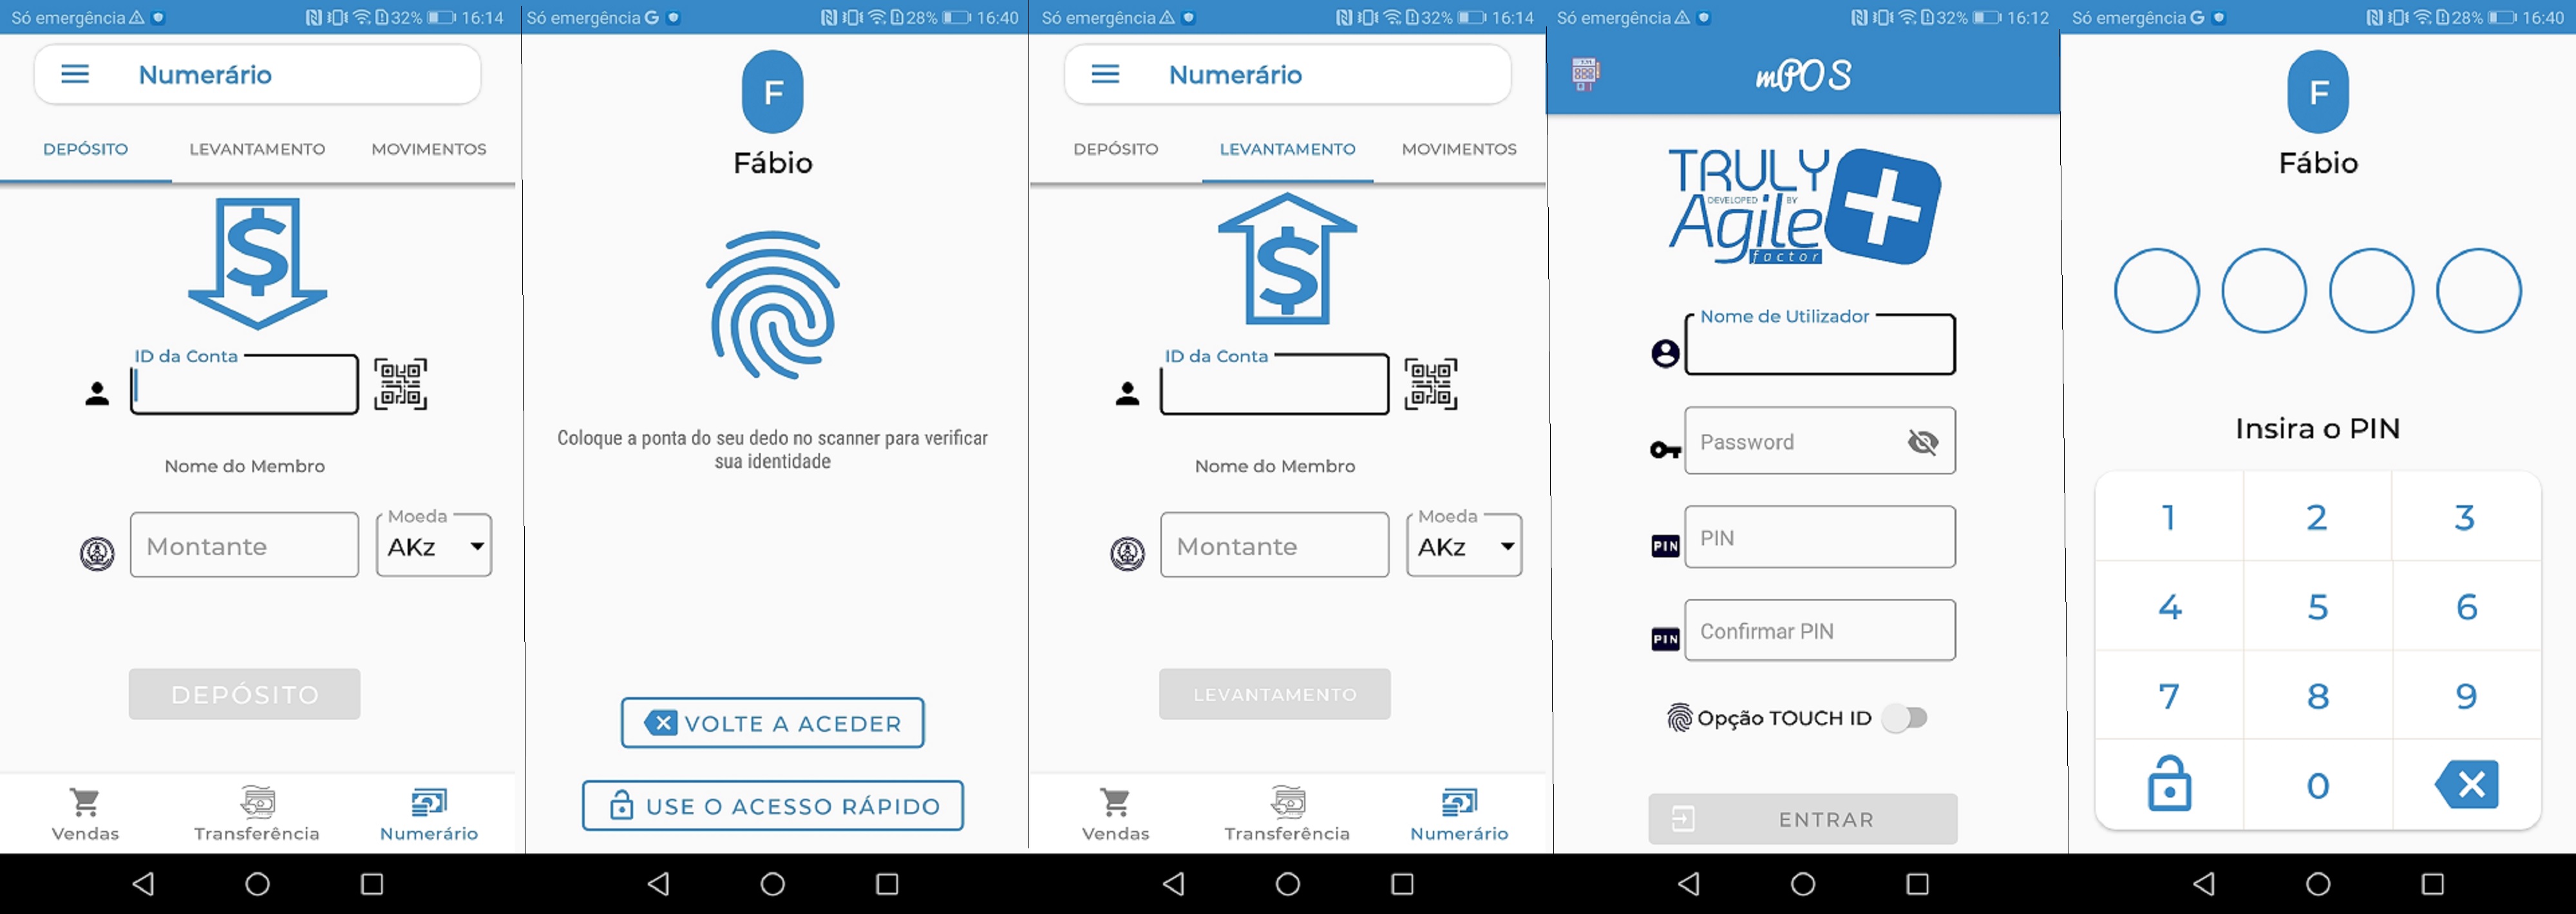 Só emergência 32% 16:14
Numerário
DEPÓSITO LEVANTAMENTO MOVIMENTOS
$
ID da Conta
Nome do Membro
Montante
Moeda
AKz
DEPÓSITO
Vendas Transferência Numerário
Só emergência G 28% 16:40
F
Fábio
Coloque a ponta do seu dedo no scanner para verificar
sua identidade
VOLTE A ACEDER
USE O ACESSO RÁPIDO
Só emergência 32% 16:14
Numerário
DEPÓSITO LEVANTAMENTO MOVIMENTOS
$
ID da Conta
Nome do Membro
Montante
Moeda
AKz
LEVANTAMENTO
Vendas Transferência Numerário
Só emergência 32% 16:12
mPOS
TRULY
DEVELOPED BY
Agile
factor
Nome de Utilizador
Password
PIN PIN
PIN Confirmar PIN
Opção TOUCH ID
ENTRAR
Só emergência G 28% 16:40
F
Fábio
Insira o PIN
1 2 3
4 5 6
7 8 9
0